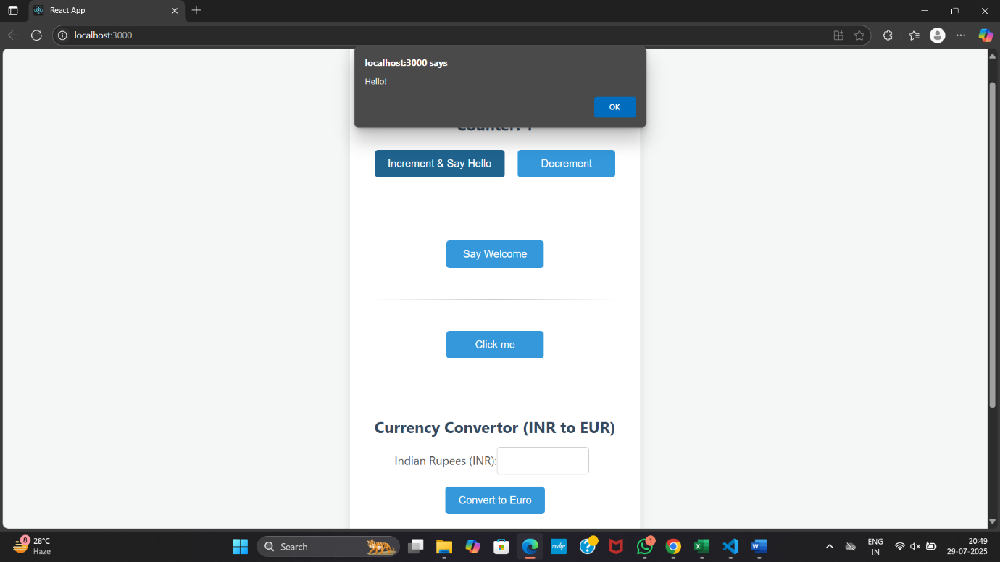 React App
localhost:3000
localhost:3000 says
Hello!
OK
Increment & Say Hello
Decrement
Say Welcome
Click me
Currency Convertor (INR to EUR)
Indian Rupees (INR):
Convert to Euro
8
28°C
Haze
Search
myhp
1
ENG
IN
20:49
29-07-2025